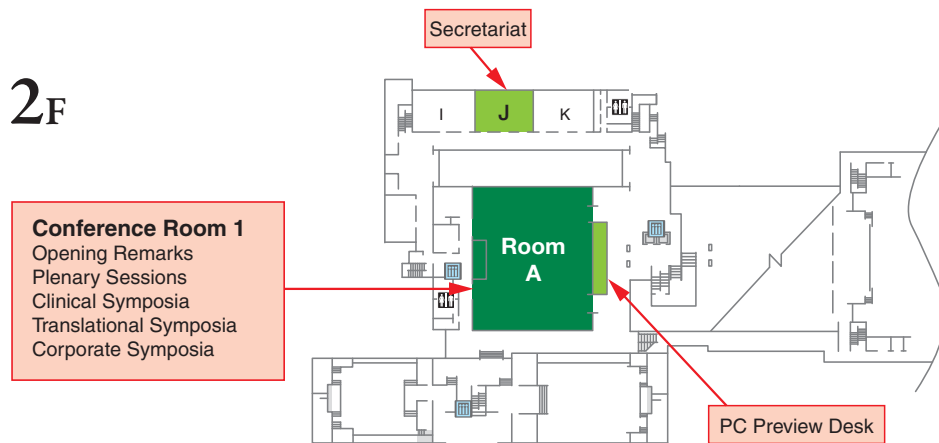 Secretariat
2F
I
J
K
Conference Room 1
Opening Remarks
Plenary Sessions
Clinical Symposia
Translational Symposia
Corporate Symposia
Room
A
PC Preview Desk